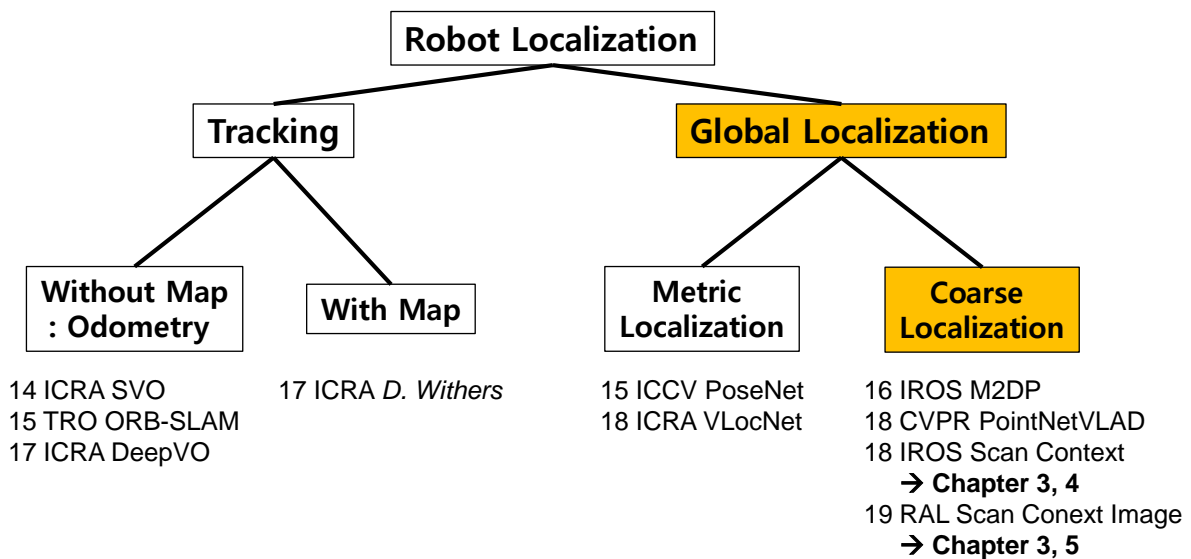 Robot Localization
Tracking
Global Localization
Without Map
: Odometry
With Map
Metric
Localization
Coarse
Localization
14 ICRA SVO
15 TRO ORB-SLAM
17 ICRA DeepVO
17 ICRA D. Withers
15 ICCV PoseNet
18 ICRA VLocNet
16 IROS M2DP
18 CVPR PointNetVLAD
18 IROS Scan Context
→ Chapter 3, 4
19 RAL Scan Conext Image
→ Chapter 3, 5